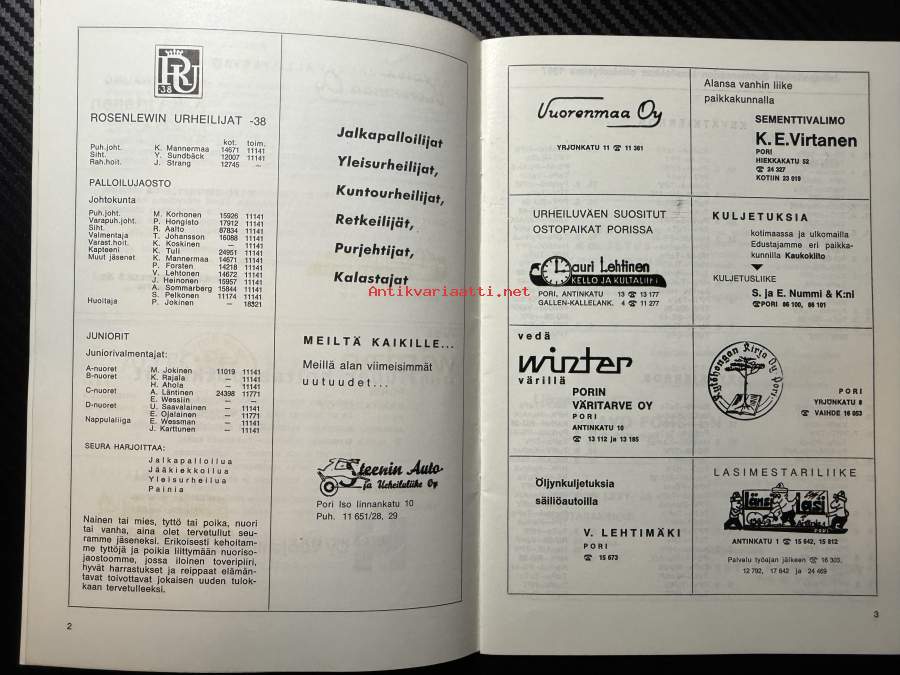 RU
38
ROSENLEWIN URHEILIJAT -38
kot. toim.
Puh.joht. K. Mannermaa 14671 11141
Siht. Y. Sundbäck 12007 11141
Rah.hoit. J. Strang 12745 —
PALLOILUJAOSTO
Johtokunta
Puh.joht. M. Korhonen 15926 11141
Varapuh.joht. P. Hongisto 17912 11141
Siht. R. Aalto 87834 11141
Valmentaja T. Johansson 16088 11141
Varast.hoit. K. Koskinen — 11141
Kapteeni K. Tuli 24951 11141
Muut jäsenet K. Mannermaa 14671 11141
P. Forsten 14218 11141
V. Lehtonen 14672 11141
J. Heinonen 15957 11141
A. Sommarberg 15844 11141
S. Pelkonen 11174 11141
Huoltaja P. Jokinen — 18321
JUNIORIT
Juniorivalmentajat:
A-nuoret M. Jokinen 11019 11141
B-nuoret K. Rajala — 11141
H. Ahola — 11141
C-nuoret A. Läntinen 24398 11771
E. Wesslin — —
D-nuoret U. Saavalainen — 11141
E. Ojalainen — 11771
Nappulaliiga E. Wessman — 11141
J. Karttunen — 11141
SEURA HARJOITTAA:
Jalkapalloilua
Jääkiekkoilua
Yleisurheilua
Painia
Nainen tai mies, tyttö tai poika, nuori
tai vanha, aina olet tervetullut seu-
ramme jäseneksi. Erikoisesti kehoitam-
me tyttöjä ja poikia liittymään nuoriso-
jaostoomme, jossa iloinen toveripiiri,
hyvät harrastukset ja reippaat elämän-
tavat toivottavat jokaisen uuden tulok-
kaan tervetulleeksi.
2
Jalkapalloilijat
Yleisurheilijat,
Kuntourheilijat,
Retkeilijät,
Purjehtijat,
Kalastajat
Antikvariaatti.net
MEILTÄ KAIKILLE...
Meillä alan viimeisimmät
uutuudet...
Steenin Auto
ja Urheiluliike Oy
Pori Iso linnankatu 10
Puh. 11 651/28, 29
Vuorenmaa Oy
YRJÖNKATU 11 ☎ 11 361
Alansa vanhin liike
paikkakunnalla
SEMENTTIVALIMO
K. E. Virtanen
PORI
HIEKKAKATU 52
☎ 24 327
KOTIIN 23 019
URHEILUVÄEN SUOSITUT
OSTOPAIKAT PORISSA
Lauri Lehtinen
KELLO JA KULTALIIKE
PORI, ANTINKATU 13 ☎ 13 177
GALLEN-KALLELANK. 4 ☎ 11 277
KULJETUKSIA
kotimaassa ja ulkomailla
Edustajamme eri paikka-
kunnilla Kaukokiito
KULJETUSLIIKE
S. ja E. Nummi & K:ni
☎ PORI 86 100, 86 101
vedä
winter
värillä
PORIN
VÄRITARVE OY
PORI
ANTINKATU 10
☎ 13 112 ja 13 185
Kirja Oy Pori
PORI
YRJÖNKATU 8
☎ VAIHDE 16 053
Öljynkuljetuksia
säiliöautoilla
V. LEHTIMÄKI
PORI
☎ 15 673
LASIMESTARILIIKE
länsi lasi
ANTINKATU 1 ☎ 15 642, 15 812
Palvelu työajan jälkeen ☎ 16 303,
12 792, 17 642 ja 24 469
3